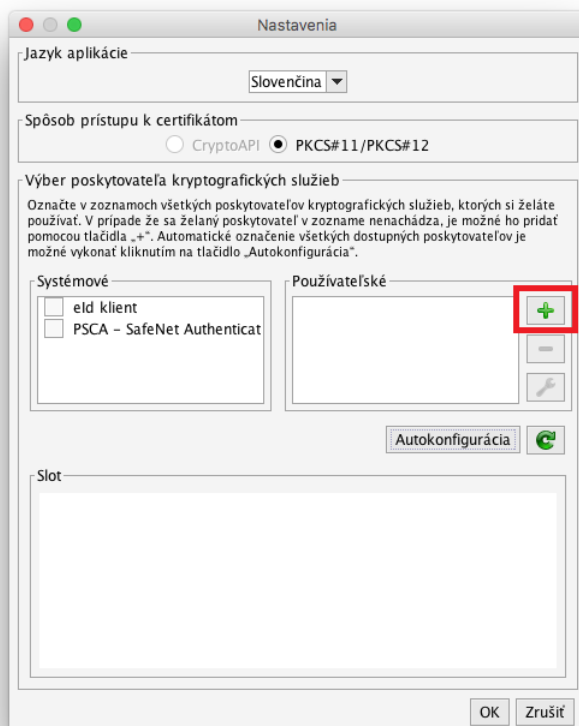 Nastavenia
Jazyk aplikácie
Slovenčina
Spôsob prístupu k certifikátom
CryptoAPI
PKCS#11/PKCS#12
Výber poskytovateľa kryptografických služieb
Označte v zoznamoch všetkých poskytovateľov kryptografických služieb, ktorých si želáte
používať. V prípade že sa želaný poskytovateľ v zozname nenachádza, je možné ho pridať
pomocou tlačidla „+“. Automatické označenie všetkých dostupných poskytovateľov je
možné vykonať kliknutím na tlačidlo „Autokonfigurácia“.
Systémové
eId klient
PSCA – SafeNet Authenticat
Používateľské
Autokonfigurácia
Slot
OK
Zrušiť